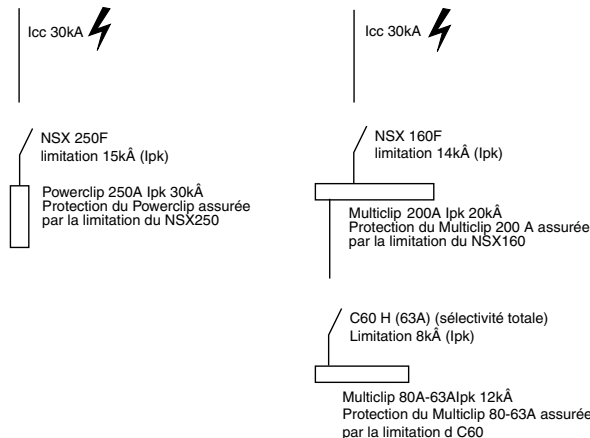 Icc 30kA
NSX 250F
limitation 15kÂ (Ipk)
Powerclip 250A Ipk 30kÂ
Protection du Powerclip assurée
par la limitation du NSX250
Icc 30kA
NSX 160F
limitation 14kÂ (Ipk)
Multiclip 200A Ipk 20kÂ
Protection du Multiclip 200 A assurée
par la limitation du NSX160
C60 H (63A) (sélectivité totale)
Limitation 8kÂ (Ipk)
Multiclip 80A-63AIpk 12kÂ
Protection du Multiclip 80-63A assurée
par la limitation d C60